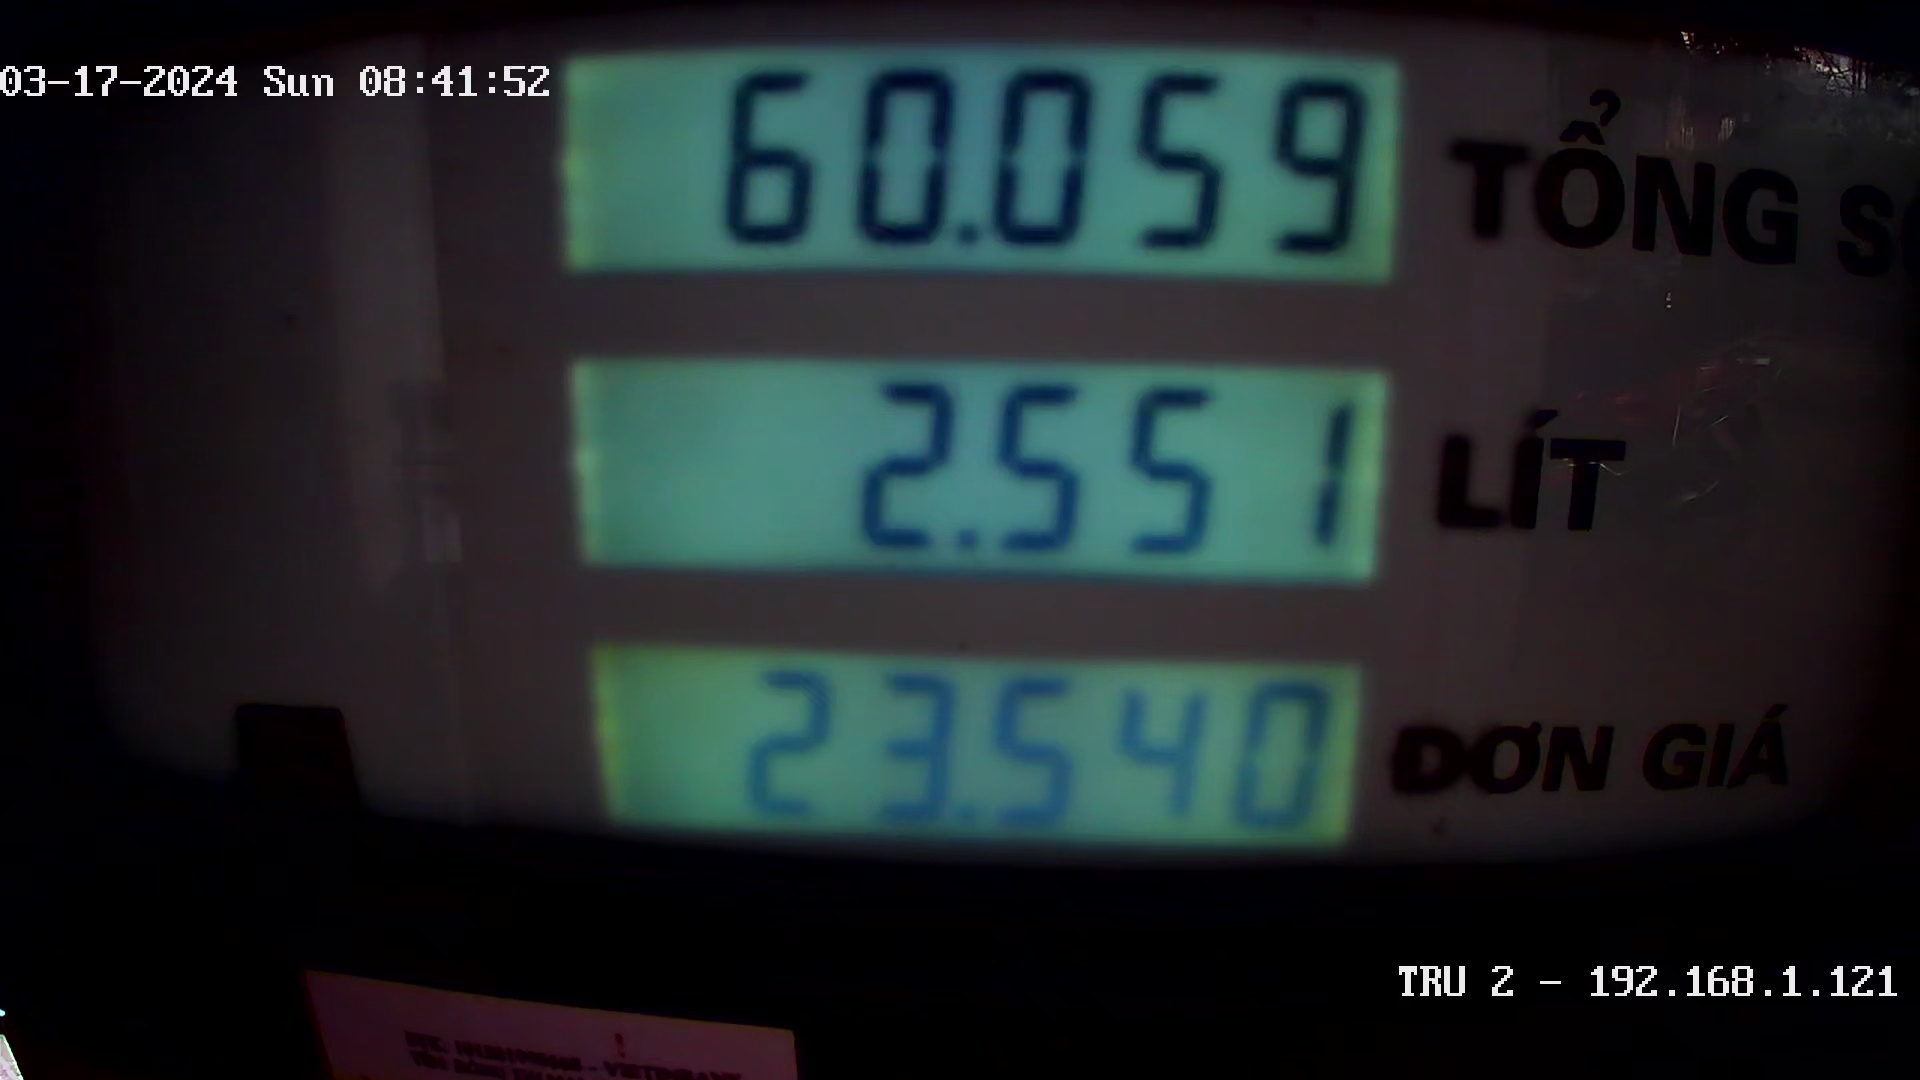 03-17-2024 Sun 08:41:52
60.059 TỔNG S
2.551 LÍT
23.540 ĐƠN GIÁ
TRU 2 - 192.168.1.121
- VIETINBANK